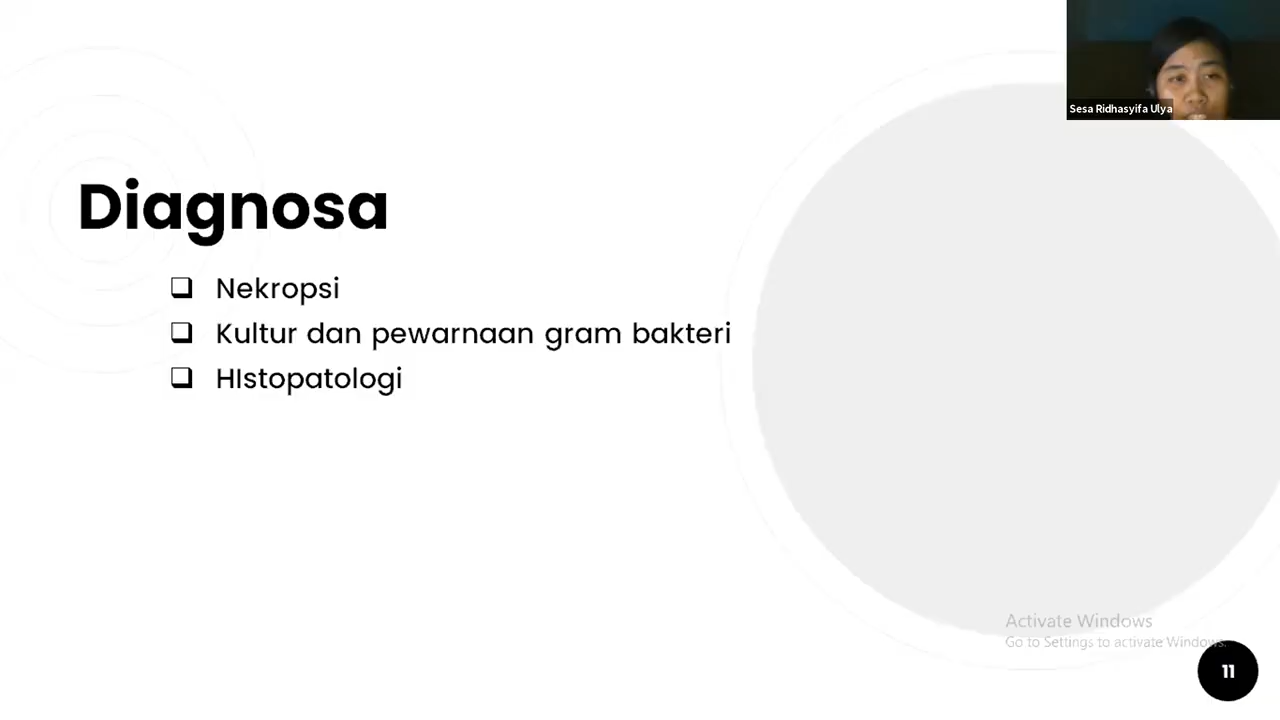 Sesa Ridhasyifa Ulya
Diagnosa
❑ Nekropsi
❑ Kultur dan pewarnaan gram bakteri
❑ HIstopatologi
Activate Windows
Go to Settings to activate Windows.
11